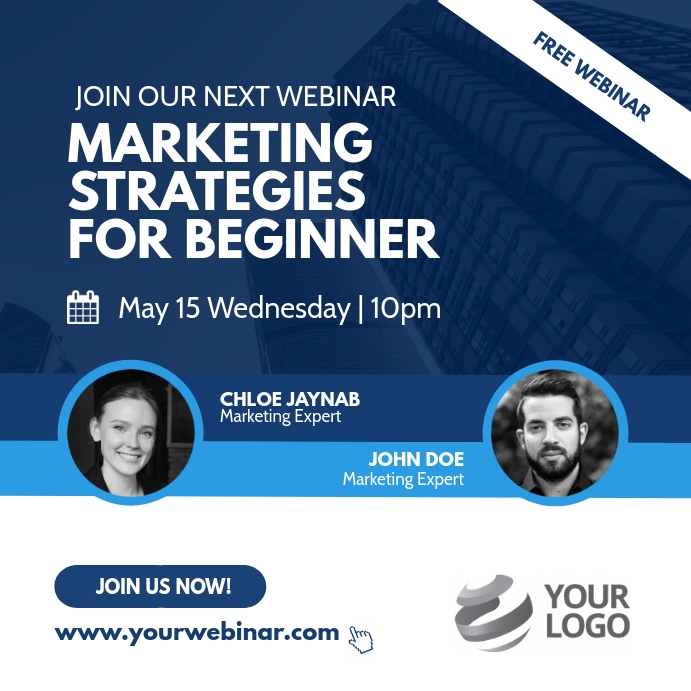 FREE WEBINAR
JOIN OUR NEXT WEBINAR
MARKETING
STRATEGIES
FOR BEGINNER
May 15 Wednesday | 10pm
CHLOE JAYNAB
Marketing Expert
JOHN DOE
Marketing Expert
JOIN US NOW!
www.yourwebinar.com
YOUR
LOGO